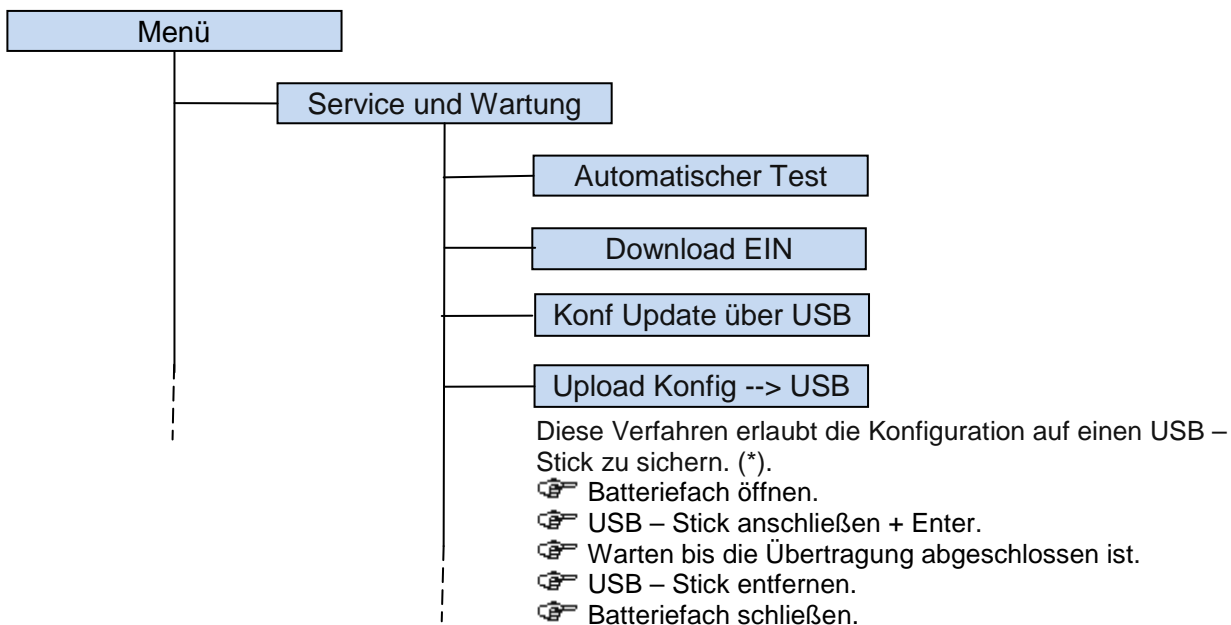 Menü
Service und Wartung
Automatischer Test
Download EIN
Konf Update über USB
Upload Konfig --> USB
Diese Verfahren erlaubt die Konfiguration auf einen USB –
Stick zu sichern. (*).
☞ Batteriefach öffnen.
☞ USB – Stick anschließen + Enter.
☞ Warten bis die Übertragung abgeschlossen ist.
☞ USB – Stick entfernen.
☞ Batteriefach schließen.